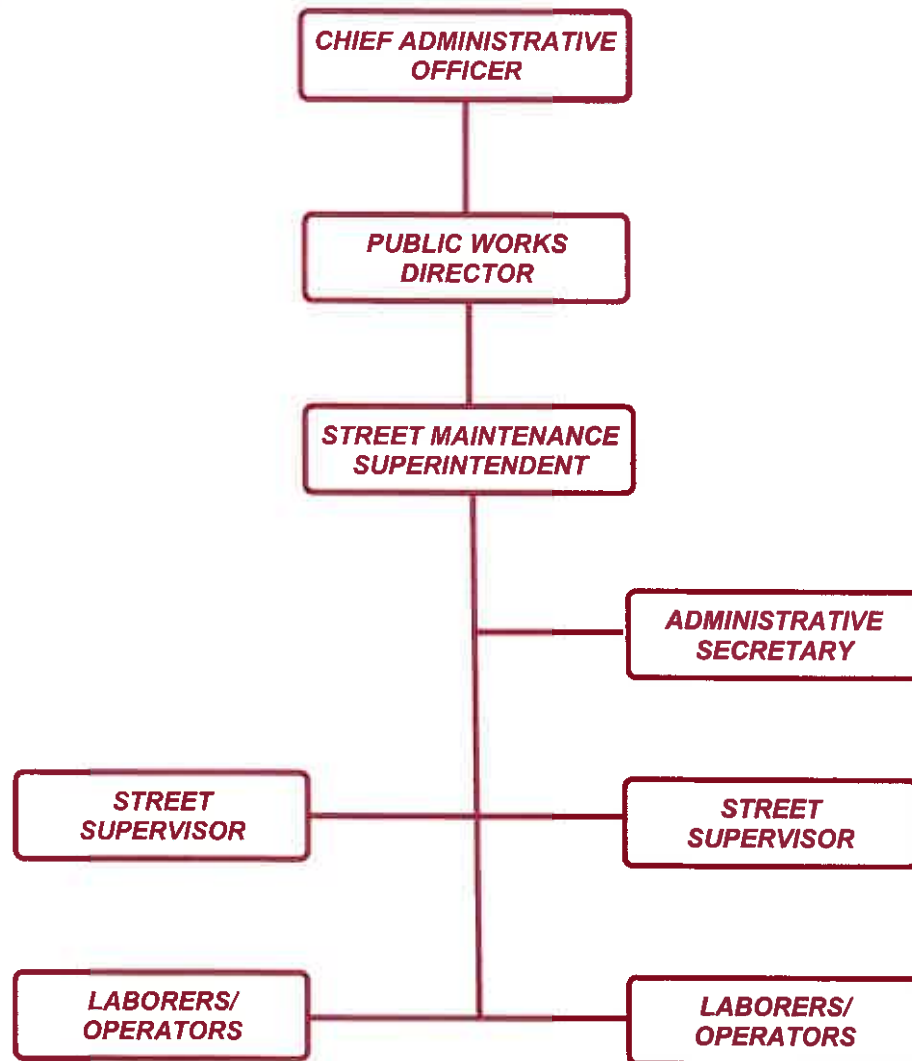 CHIEF ADMINISTRATIVE
OFFICER
PUBLIC WORKS
DIRECTOR
STREET MAINTENANCE
SUPERINTENDENT
ADMINISTRATIVE
SECRETARY
STREET
SUPERVISOR
STREET
SUPERVISOR
LABORERS/
OPERATORS
LABORERS/
OPERATORS